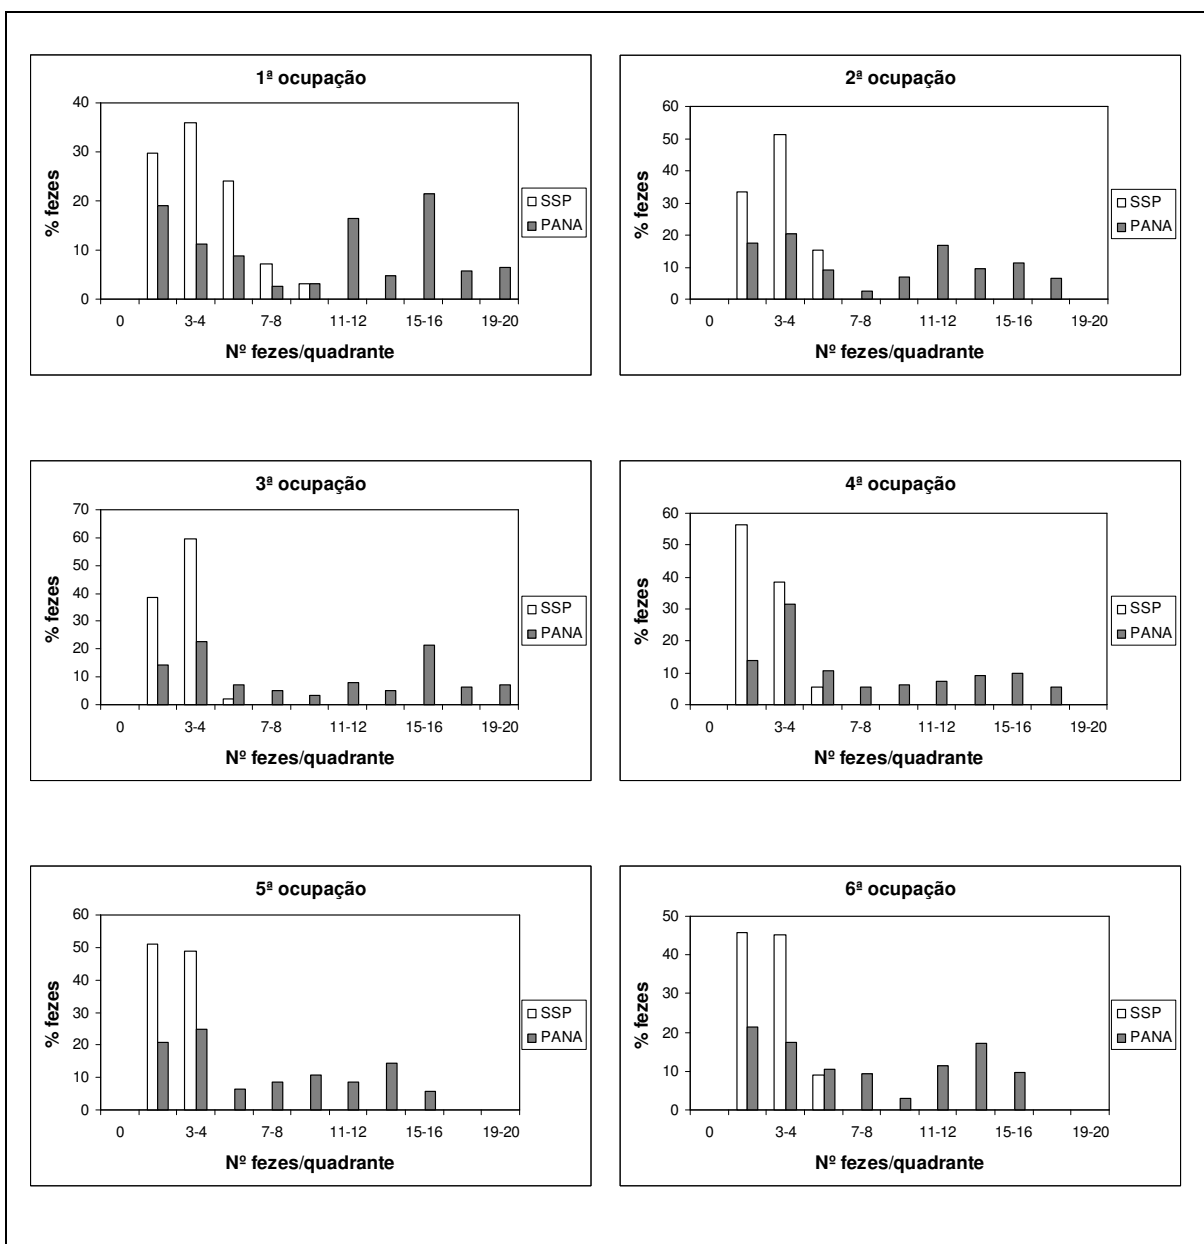 1ª ocupação
40
30
20
10
0
% fezes
0 3-4 7-8 11-12 15-16 19-20
Nº fezes/quadrante
SSP
PANA
2ª ocupação
60
50
40
30
20
10
0
% fezes
0 3-4 7-8 11-12 15-16 19-20
Nº fezes/quadrante
SSP
PANA
3ª ocupação
70
60
50
40
30
20
10
0
% fezes
0 3-4 7-8 11-12 15-16 19-20
Nº fezes/quadrante
SSP
PANA
4ª ocupação
60
50
40
30
20
10
0
% fezes
0 3-4 7-8 11-12 15-16 19-20
Nº fezes/quadrante
SSP
PANA
5ª ocupação
60
50
40
30
20
10
0
% fezes
0 3-4 7-8 11-12 15-16 19-20
Nº fezes/quadrante
SSP
PANA
6ª ocupação
50
40
30
20
10
0
% fezes
0 3-4 7-8 11-12 15-16 19-20
Nº fezes/quadrante
SSP
PANA